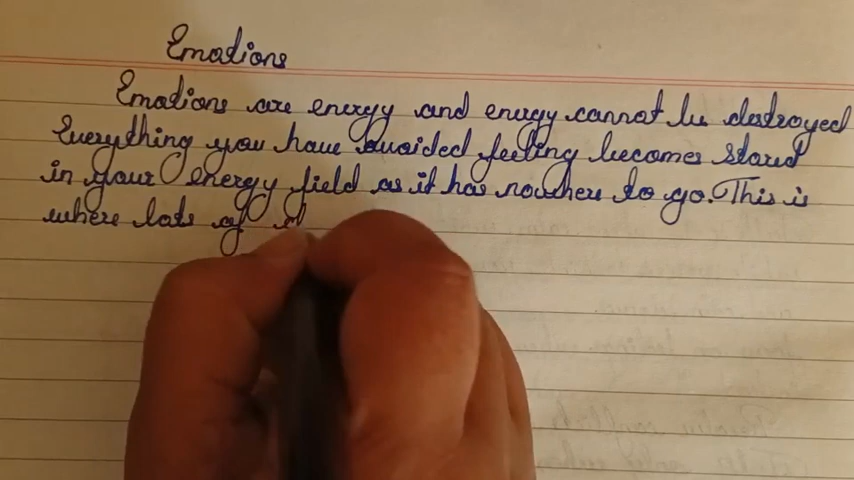 Emotions
Emotions are energy and energy cannot be destroyed
Everything you have avoided feeling becomes stored
in your energy field as it has nowhere to go. This is
where lots of